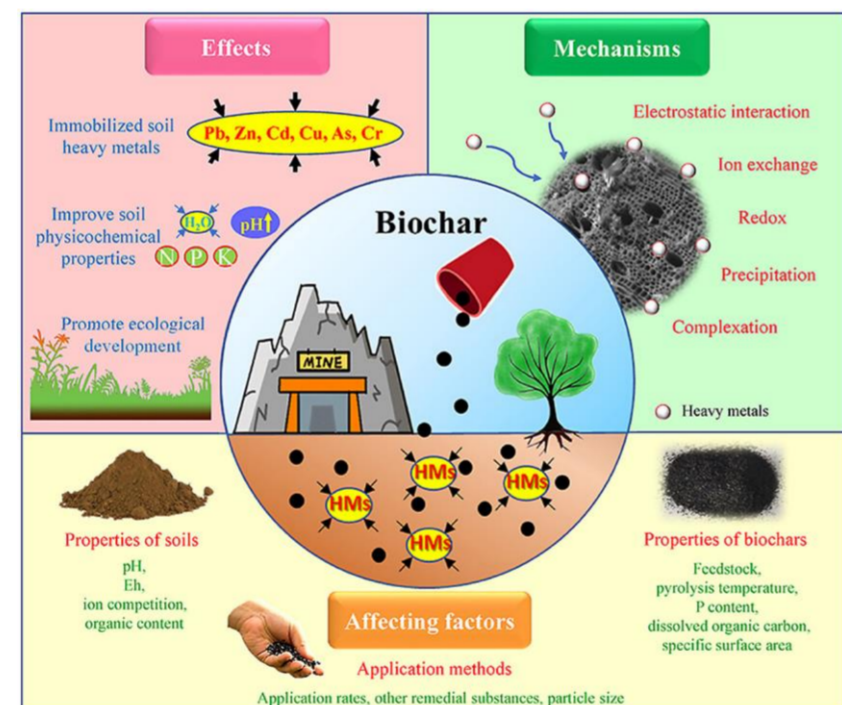 Effects
Immobilized soil
heavy metals
Pb, Zn, Cd, Cu, As, Cr
Improve soil
physicochemical
properties
H₂O
pH↑
N P K
Promote ecological
development
Mechanisms
Electrostatic interaction
Ion exchange
Redox
Precipitation
Complexation
Heavy metals
Biochar
MINE
HMs
HMs
HMs
HMs
Properties of soils
pH,
Eh,
ion competition,
organic content
Affecting factors
Application methods
Application rates, other remedial substances, particle size
Properties of biochars
Feedstock,
pyrolysis temperature,
P content,
dissolved organic carbon,
specific surface area